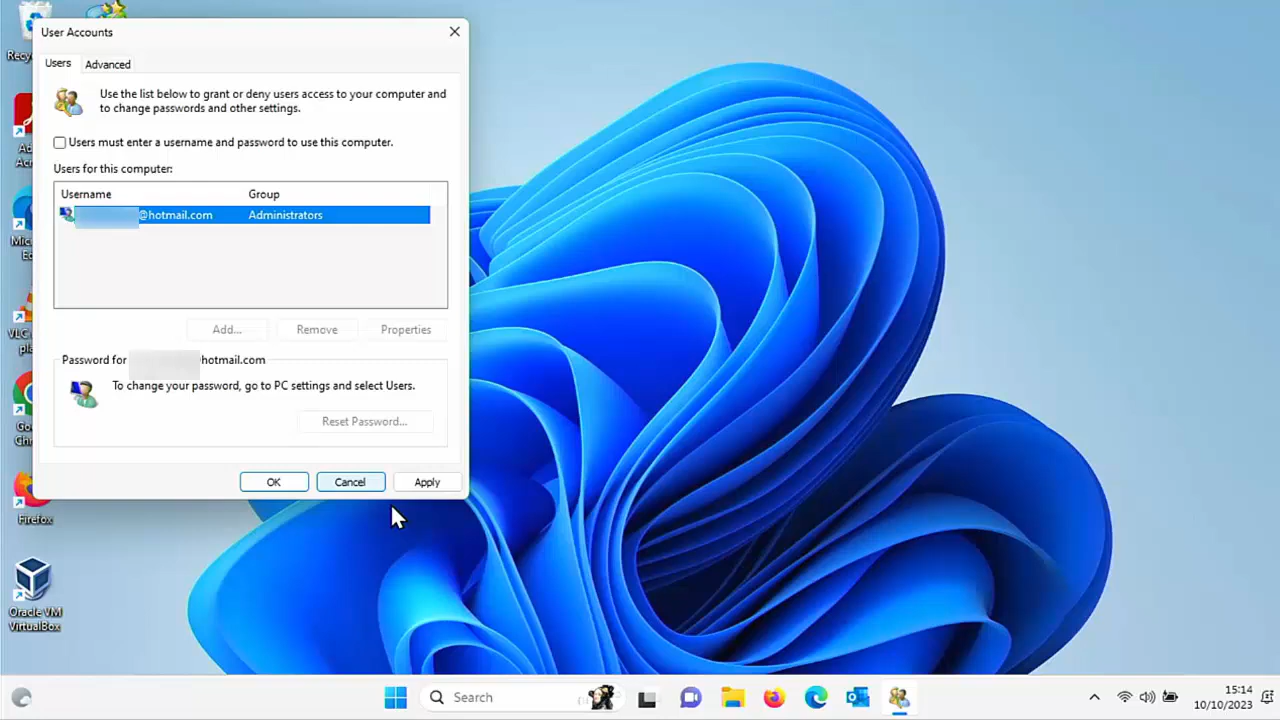 User Accounts
Users
Advanced
Use the list below to grant or deny users access to your computer and
to change passwords and other settings.
Users must enter a username and password to use this computer.
Users for this computer:
Username
Group
@hotmail.com
Administrators
Add...
Remove
Properties
Password for hotmail.com
To change your password, go to PC settings and select Users.
Reset Password...
OK
Cancel
Apply
Firefox
Oracle VM
VirtualBox
Search
15:14
10/10/2023